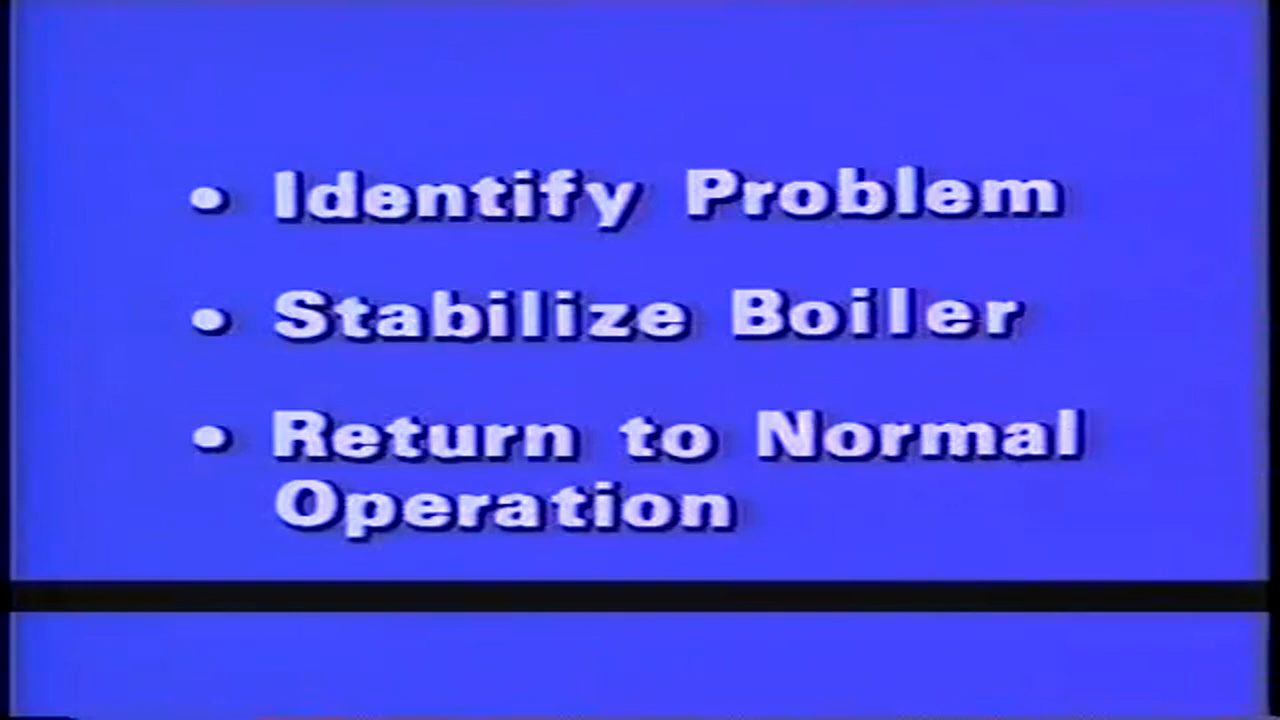 • Identify Problem
• Stabilize Boiler
• Return to Normal
Operation